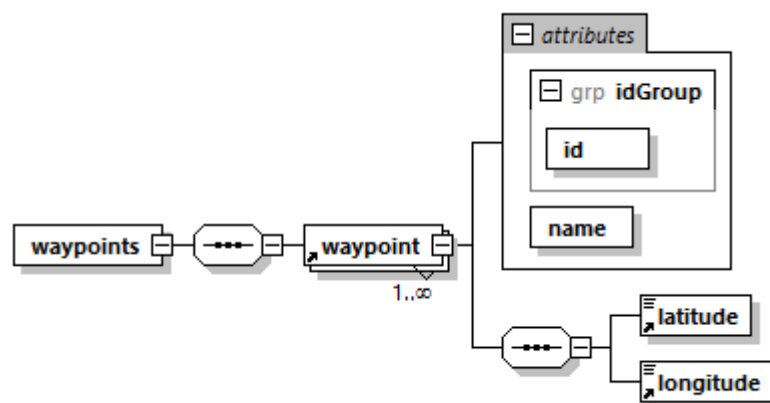 attributes
grp idGroup
id
name
waypoints
waypoint
1..∞
latitude
longitude